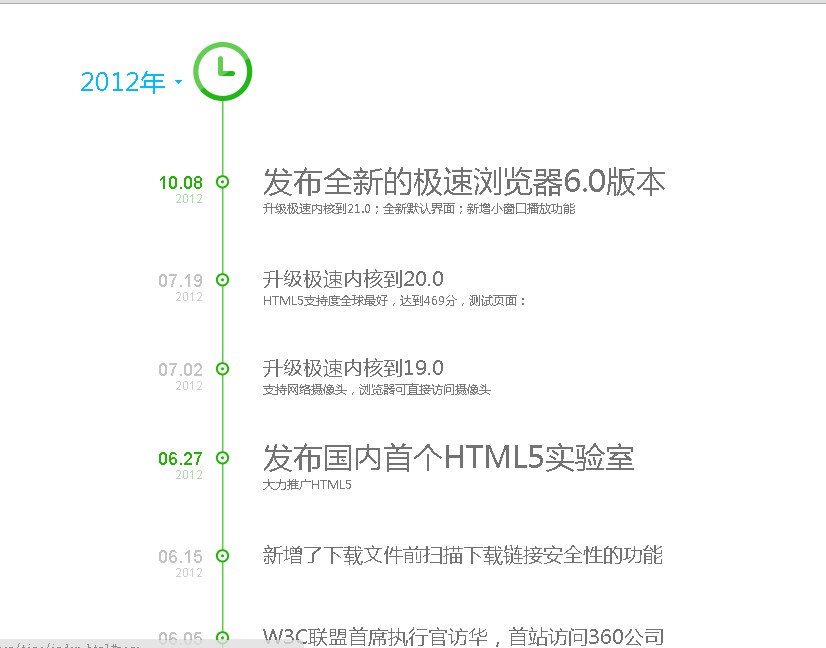 2012年
10.08
2012
发布全新的极速浏览器6.0版本
升级极速内核到21.0；全新默认界面；新增小窗口播放功能
07.19
2012
升级极速内核到20.0
HTML5支持度全球最好，达到469分，测试页面：
07.02
2012
升级极速内核到19.0
支持网络摄像头，浏览器可直接访问摄像头
06.27
2012
发布国内首个HTML5实验室
大力推广HTML5
06.15
2012
新增了下载文件前扫描下载链接安全性的功能
06.05
W3C联盟首席执行官访华，首站访问360公司